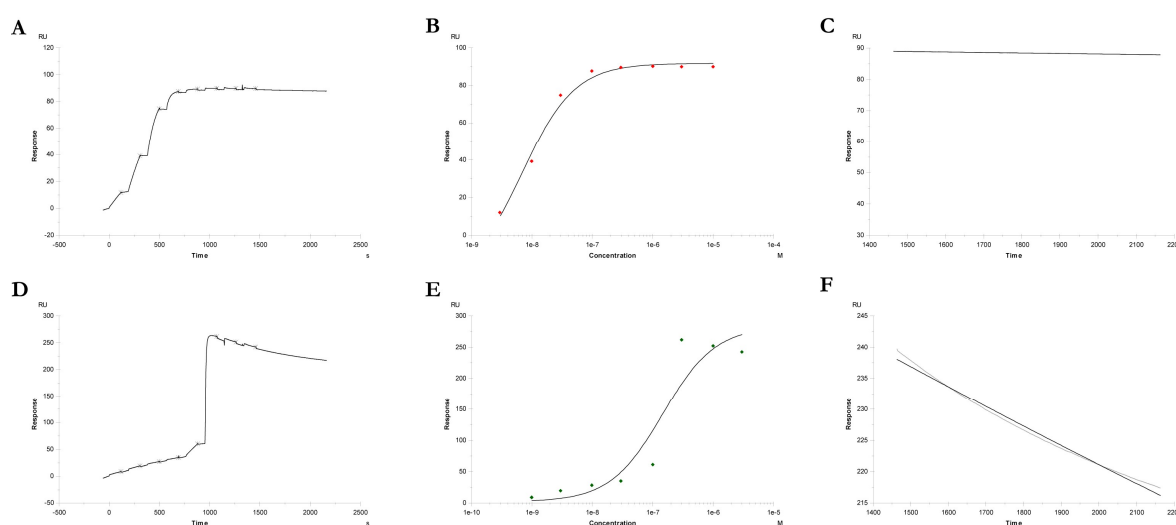 A
RU
120
100
80
60
40
20
0
-20
-500 0 500 1000 1500 2000 2500
Time s
Response
B
RU
100
80
60
40
20
0
1e-9 1e-8 1e-7 1e-6 1e-5 1e-4
Concentration M
Response
C
RU
90
80
70
60
50
40
30
1400 1500 1600 1700 1800 1900 2000 2100 220
Time
Response
D
RU
300
250
200
150
100
50
0
-50
-500 0 500 1000 1500 2000 2500
Time s
Response
E
RU
300
250
200
150
100
50
0
1e-10 1e-9 1e-8 1e-7 1e-6 1e-5
Concentration M
Response
F
RU
245
240
235
230
225
220
215
1400 1500 1600 1700 1800 1900 2000 2100 220
Time
Response